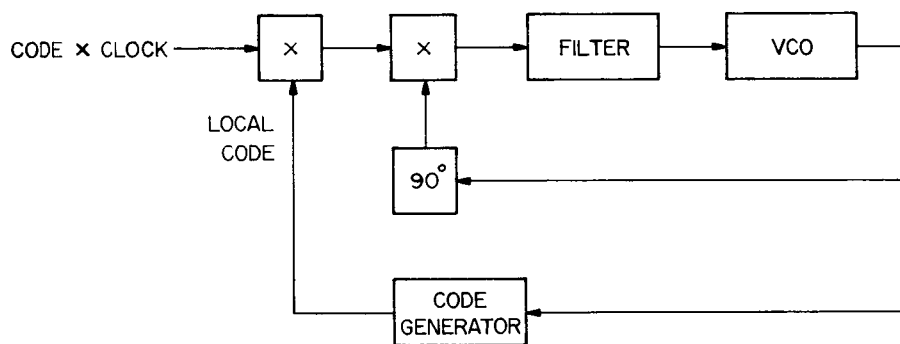 CODE × CLOCK
×
×
FILTER
VCO
LOCAL
CODE
90°
CODE
GENERATOR